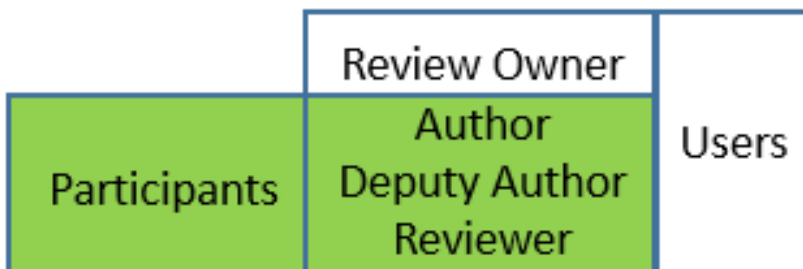 Review Owner
Participants
Author
Deputy Author
Reviewer
Users